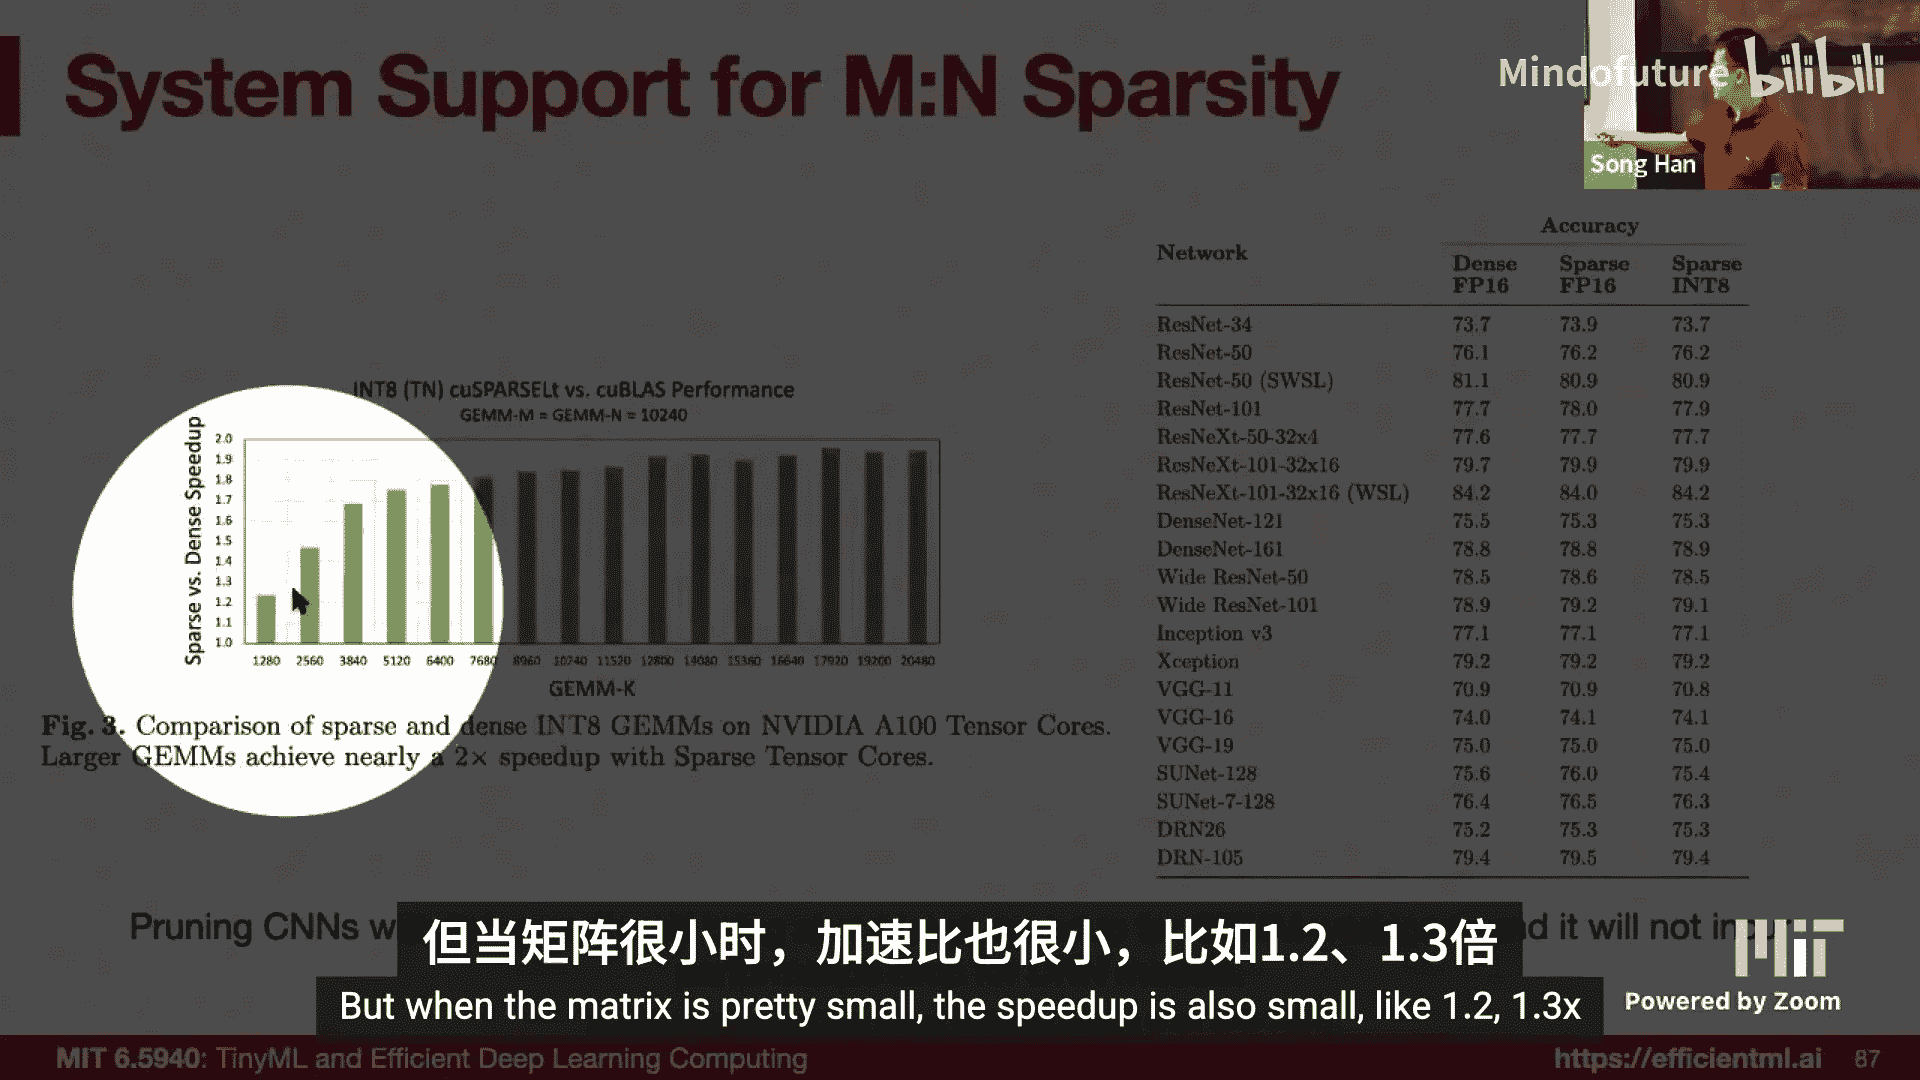 System Support for M:N Sparsity
Mindofuture bilibili
Song Han
INT8 (TN) cuSPARSELt vs. cuBLAS Performance
GEMM-M = GEMM-N = 10240
Sparse vs. Dense Speedup
2.0
1.9
1.8
1.7
1.6
1.5
1.4
1.3
1.2
1.1
1.0
1280 2560 3840 5120 6400 7680 8960 10240 11520 12800 14080 15360 16640 17920 19200 20480
GEMM-K
Fig. 3. Comparison of sparse and dense INT8 GEMMs on NVIDIA A100 Tensor Cores.
Larger GEMMs achieve nearly a 2× speedup with Sparse Tensor Cores.
Accuracy
Network
Dense Sparse Sparse
FP16 FP16 INT8
ResNet-34 73.7 73.9 73.7
ResNet-50 76.1 76.2 76.2
ResNet-50 (SWSL) 81.1 80.9 80.9
ResNet-101 77.7 78.0 77.9
ResNeXt-50-32x4 77.6 77.7 77.7
ResNeXt-101-32x16 79.7 79.9 79.9
ResNeXt-101-32x16 (WSL) 84.2 84.0 84.2
DenseNet-121 75.5 75.3 75.3
DenseNet-161 78.8 78.8 78.9
Wide ResNet-50 78.5 78.6 78.5
Wide ResNet-101 78.9 79.2 79.1
Inception v3 77.1 77.1 77.1
Xception 79.2 79.2 79.2
VGG-11 70.9 70.9 70.8
VGG-16 74.0 74.1 74.1
VGG-19 75.0 75.0 75.0
SUNet-128 75.6 76.0 75.4
SUNet-7-128 76.4 76.5 76.3
DRN26 75.2 75.3 75.3
DRN-105 79.4 79.5 79.4
Pruning CNNs it will not
但当矩阵很小时，加速比也很小，比如1.2、1.3倍
But when the matrix is pretty small, the speedup is also small, like 1.2, 1.3x
MIT
Powered by Zoom
MIT 6.5940: TinyML and Efficient Deep Learning Computing
https://efficientml.ai 87